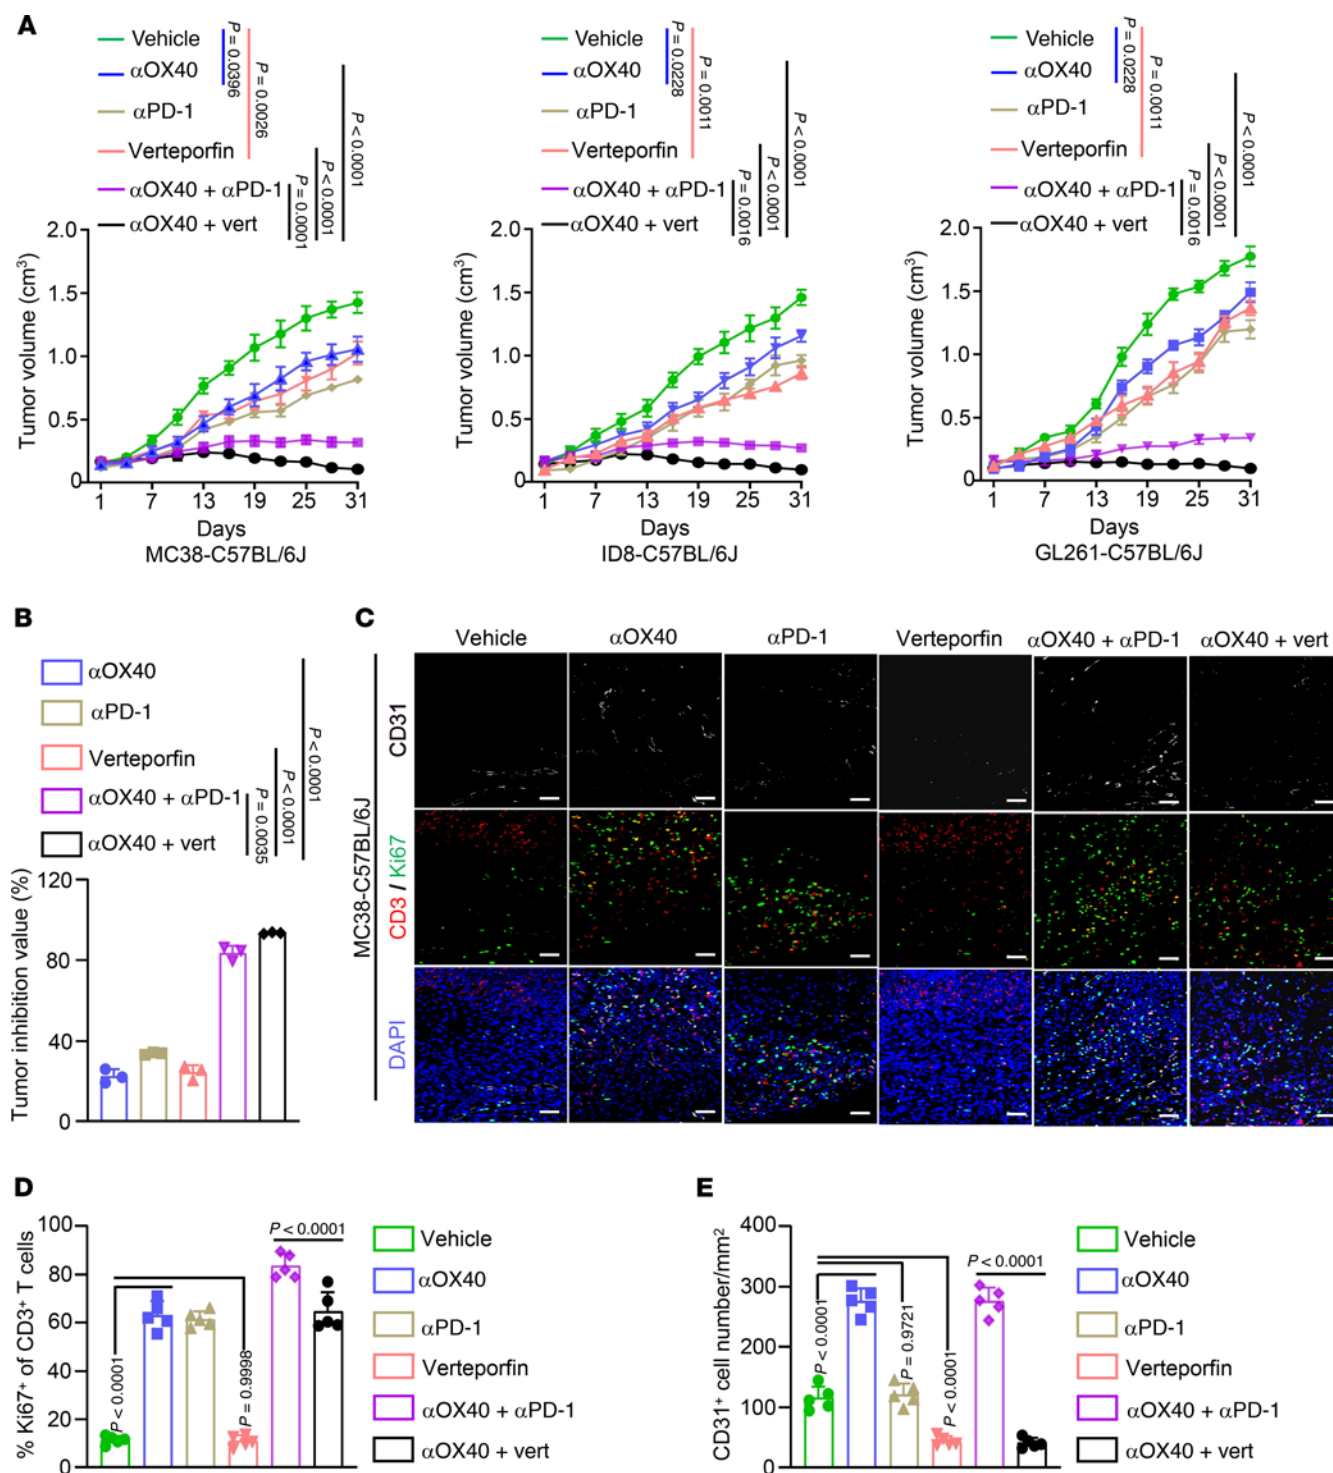 A
Vehicle
αOX40
αPD-1
Verteporfin
αOX40 + αPD-1
αOX40 + vert
P = 0.0396
P = 0.0026
P = 0.0001
P < 0.0001
P < 0.0001
Tumor volume (cm3)
2.0
1.5
1.0
0.5
0
1 7 13 19 25 31
Days
MC38-C57BL/6J
Vehicle
αOX40
αPD-1
Verteporfin
αOX40 + αPD-1
αOX40 + vert
P = 0.0228
P = 0.0011
P = 0.0016
P < 0.0001
P < 0.0001
Tumor volume (cm3)
2.0
1.5
1.0
0.5
0
1 7 13 19 25 31
Days
ID8-C57BL/6J
Vehicle
αOX40
αPD-1
Verteporfin
αOX40 + αPD-1
αOX40 + vert
P = 0.0228
P = 0.0011
P = 0.0016
P < 0.0001
P < 0.0001
Tumor volume (cm3)
2.0
1.5
1.0
0.5
0
1 7 13 19 25 31
Days
GL261-C57BL/6J
B
αOX40
αPD-1
Verteporfin
αOX40 + αPD-1
αOX40 + vert
P = 0.0035
P < 0.0001
P < 0.0001
Tumor inhibition value (%)
120
80
40
0
C
Vehicle αOX40 αPD-1 Verteporfin αOX40 + αPD-1 αOX40 + vert
MC38-C57BL/6J
CD31
CD3 / Ki67
DAPI
D
% Ki67+ of CD3+ T cells
100
80
60
40
20
0
P < 0.0001
P = 0.9998
P < 0.0001
Vehicle
αOX40
αPD-1
Verteporfin
αOX40 + αPD-1
αOX40 + vert
E
CD31+ cell number/mm2
400
300
200
100
0
P < 0.0001
P = 0.9721
P < 0.0001
P < 0.0001
Vehicle
αOX40
αPD-1
Verteporfin
αOX40 + αPD-1
αOX40 + vert